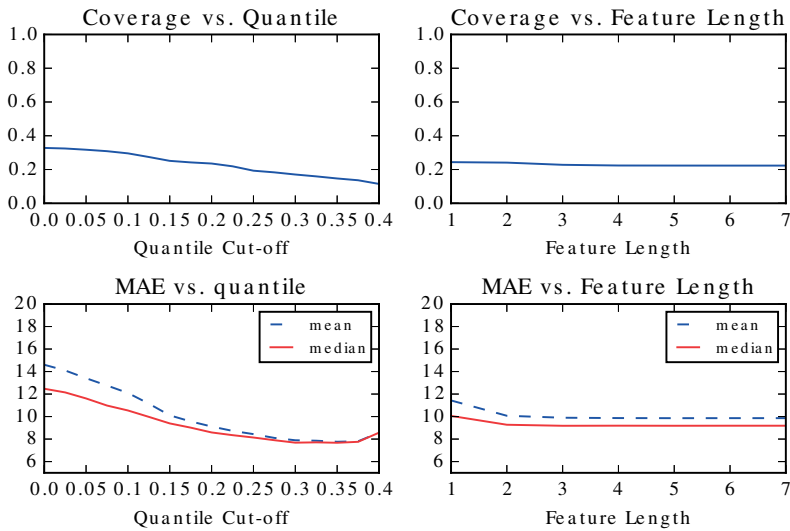 Coverage vs. Quantile
1.0
0.8
0.6
0.4
0.2
0.0
0.0 0.05 0.1 0.15 0.2 0.25 0.3 0.35 0.4
Quantile Cut-off
Coverage vs. Feature Length
1.0
0.8
0.6
0.4
0.2
0.0
1 2 3 4 5 6 7
Feature Length
MAE vs. quantile
20
18
16
14
12
10
8
6
mean
median
0.0 0.05 0.1 0.15 0.2 0.25 0.3 0.35 0.4
Quantile Cut-off
MAE vs. Feature Length
20
18
16
14
12
10
8
6
mean
median
1 2 3 4 5 6 7
Feature Length